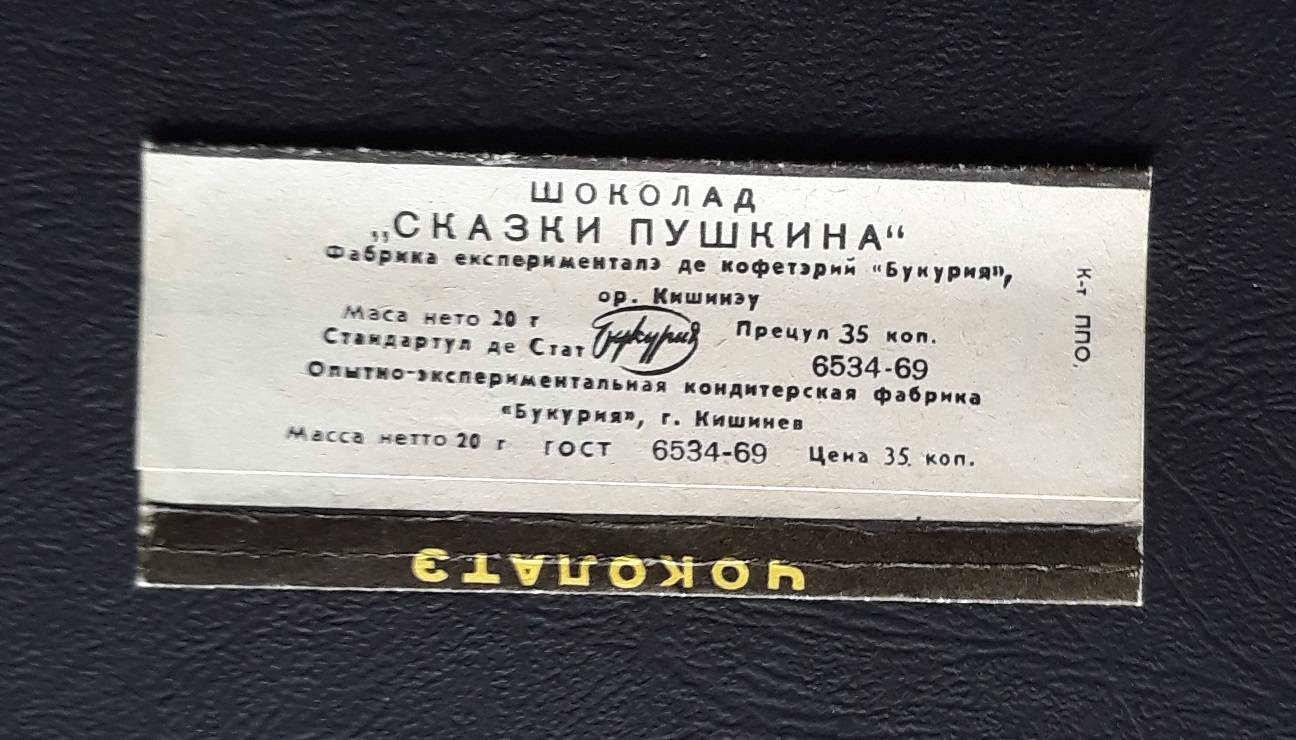 ШОКОЛАД
„СКАЗКИ ПУШКИНА“
Фабрика експерименталэ де кофетэрий «Букурия»,
ор. Кишинэу
Маса нето 20 г Прецул 35 коп.
Стандартул де Стат 6534-69
Букурия
Опытно-экспериментальная кондитерская фабрика
«Букурия», г. Кишинев
Масса нетто 20 г ГОСТ 6534-69 Цена 35 коп.
К-т ППО.
ЧОКОЛАТЭ